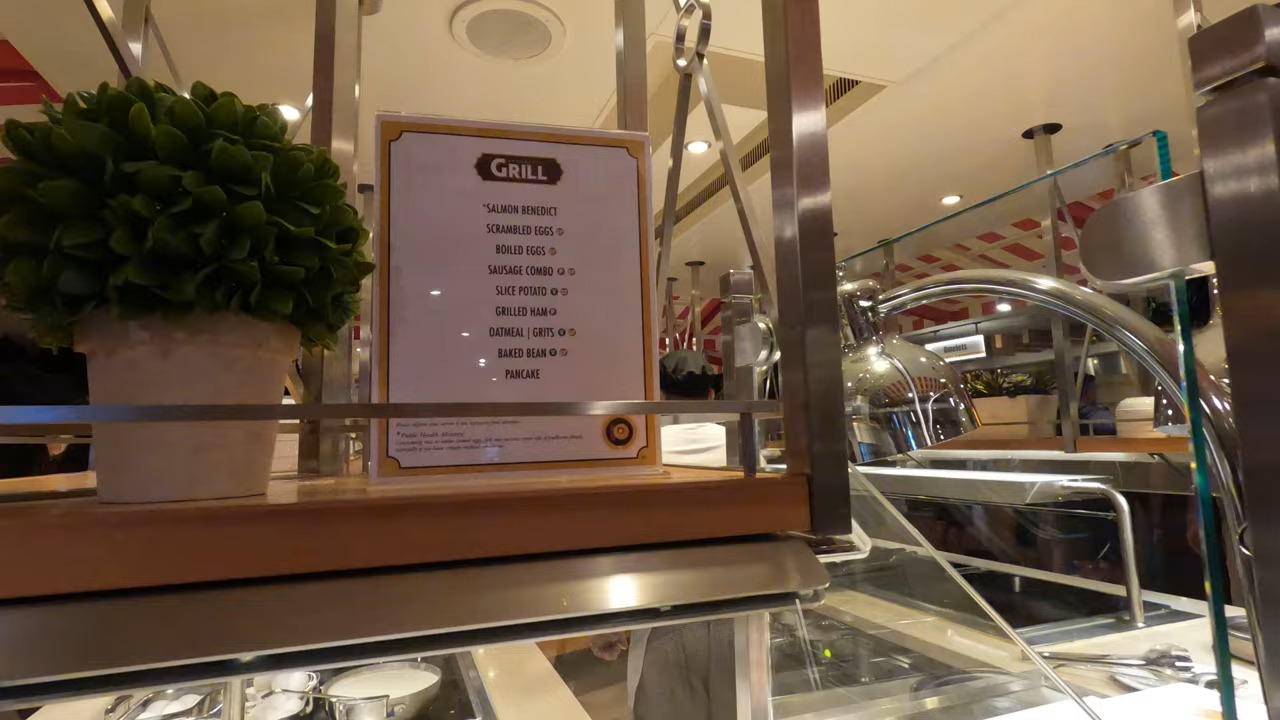 GRILL
*SALMON BENEDICT
SCRAMBLED EGGS
BOILED EGGS
SAUSAGE COMBO
SLICE POTATO
GRILLED HAM
OATMEAL | GRITS
BAKED BEAN
PANCAKE
*Public Health Advisory:
Omelets